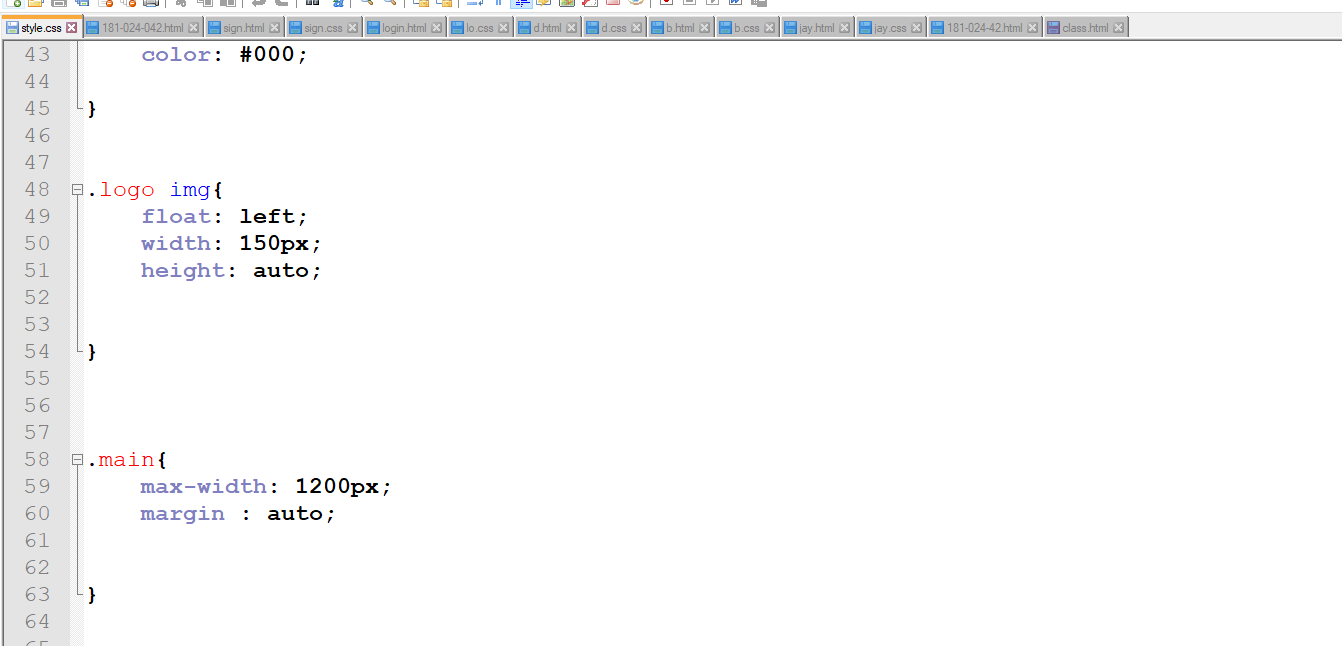 style.css 181-024-042.html sign.html sign.css login.html lo.css d.html d.css b.html b.css jay.html jay.css 181-024-42.html class.html
43 color: #000;
44
45 }
46
47
48 .logo img{
49 float: left;
50 width: 150px;
51 height: auto;
52
53
54 }
55
56
57
58 .main{
59 max-width: 1200px;
60 margin : auto;
61
62
63 }
64
65